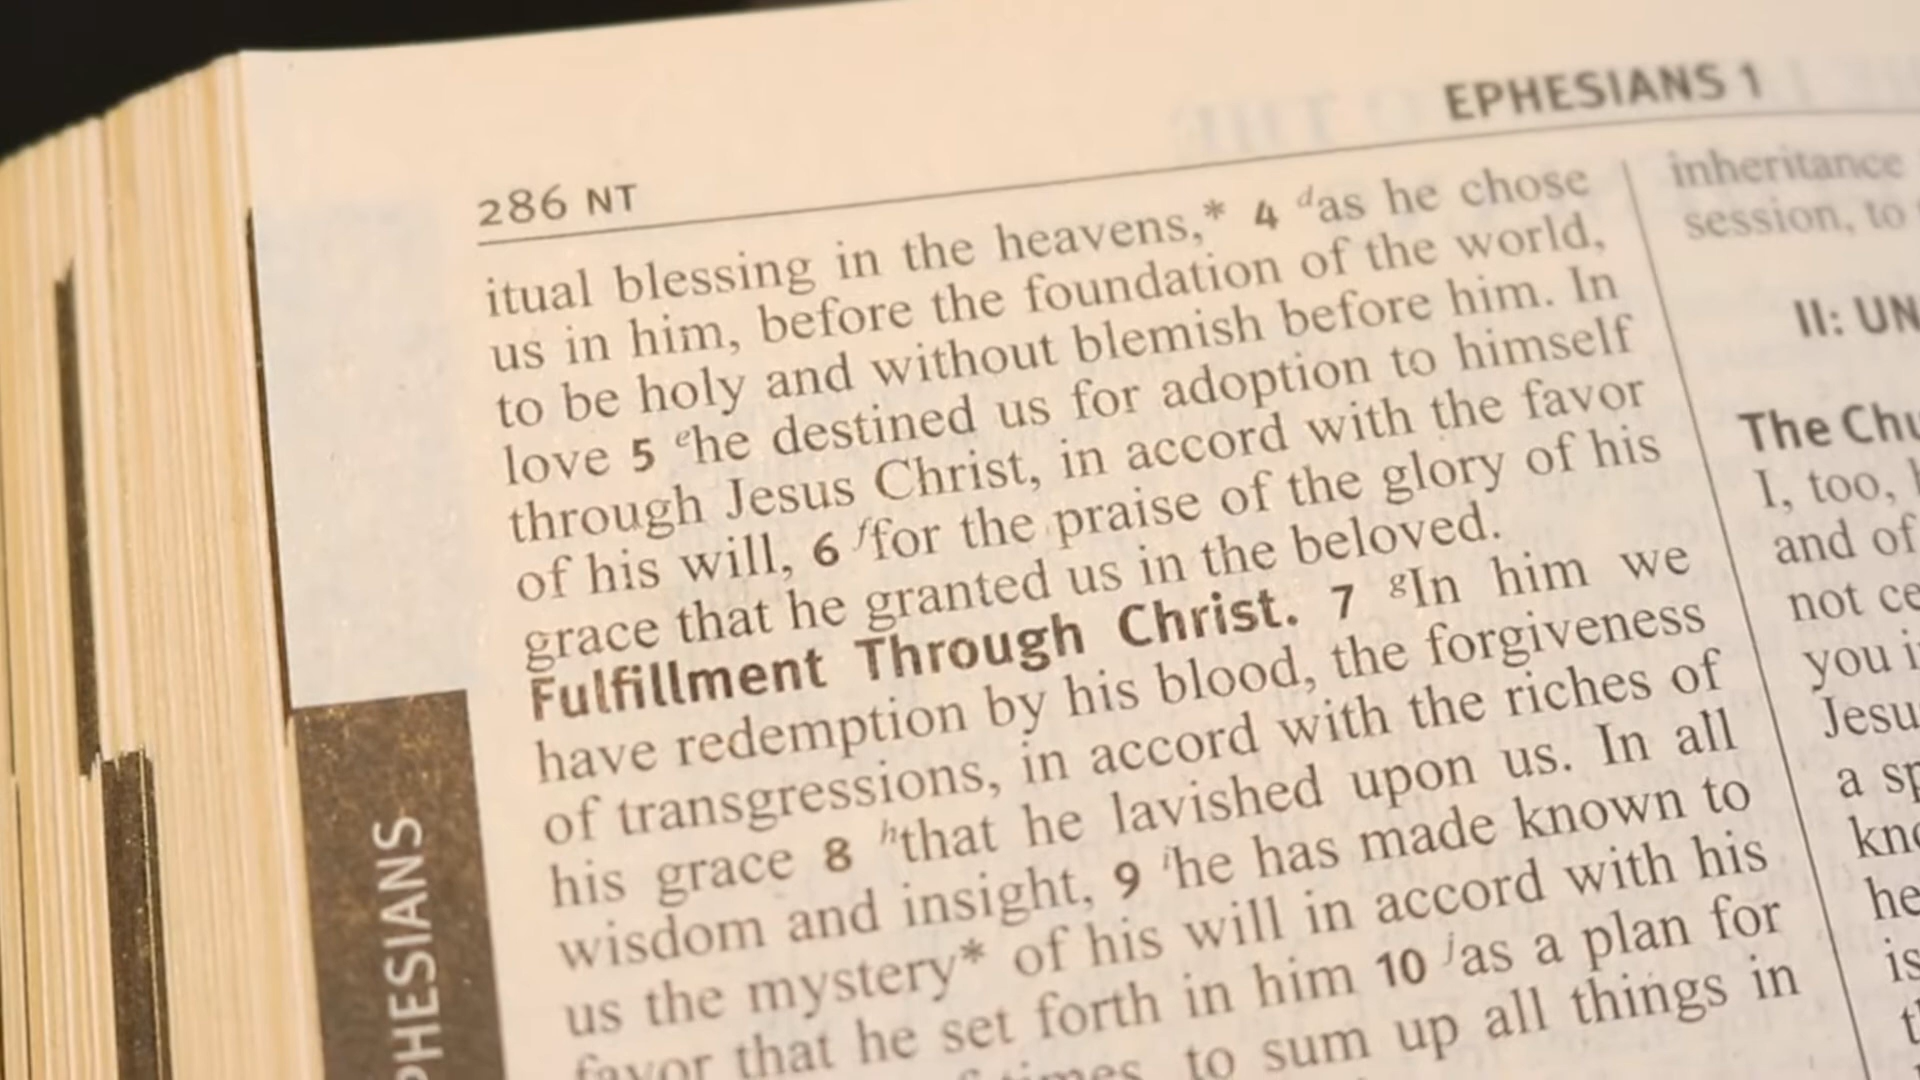 EPHESIANS 1
286 NT
itual blessing in the heavens,* 4 ᵈas he chose
us in him, before the foundation of the world,
to be holy and without blemish before him. In
love 5 ᵉhe destined us for adoption to himself
through Jesus Christ, in accord with the favor
of his will, 6 ᶠfor the praise of the glory of his
grace that he granted us in the beloved.
Fulfillment Through Christ. 7 ᵍIn him we
have redemption by his blood, the forgiveness
of transgressions, in accord with the riches of
his grace 8 ʰthat he lavished upon us. In all
wisdom and insight, 9 ⁱhe has made known to
us the mystery* of his will in accord with his
favor that he set forth in him 10 ʲas a plan for
times, to sum up all things in
inheritance
session, to
II: UN
The Chu
I, too,
and of
not ce
you i
Jesu
a sp
kno
he
is
PHESIANS